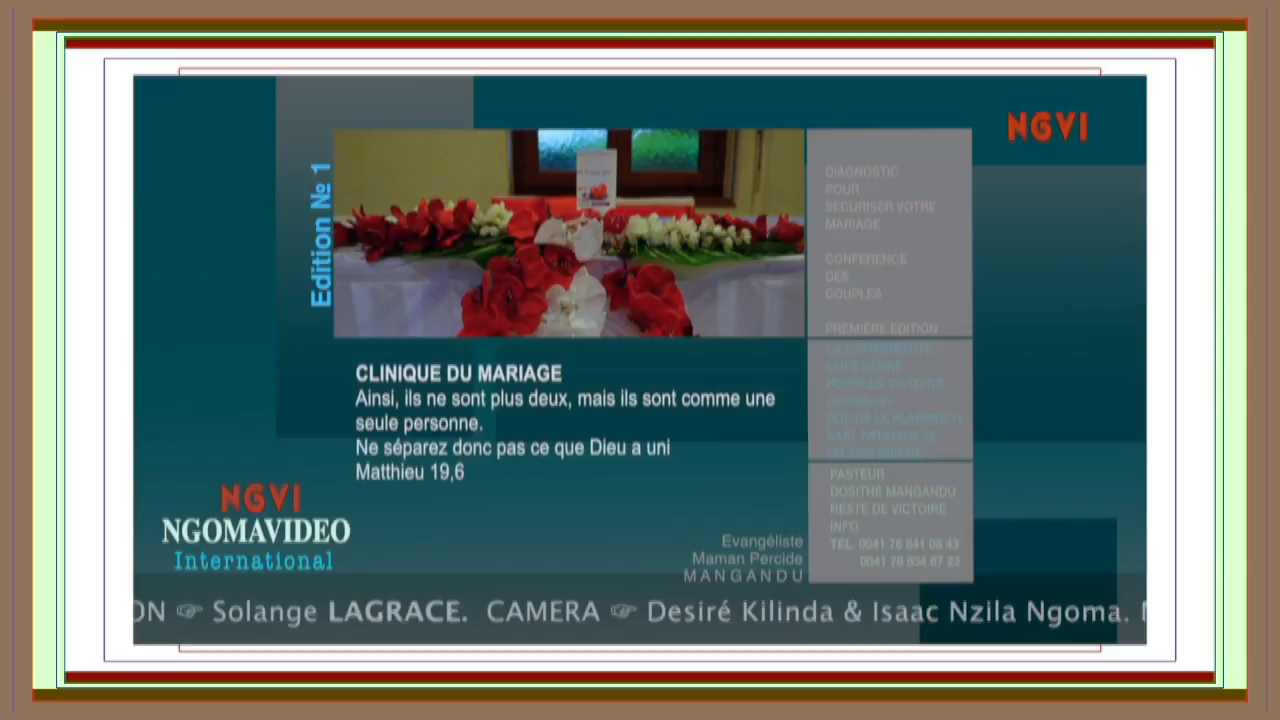 NGVI
Edition № 1
DIAGNOSTIC
POUR
SECURISER VOTRE
MARIAGE
CONFERENCE
DES
COUPLES
PREMIÈRE EDITION
CLINIQUE DU MARIAGE
Ainsi, ils ne sont plus deux, mais ils sont comme une
seule personne.
Ne séparez donc pas ce que Dieu a uni
Matthieu 19,6
PASTEUR
DOSITHÉ MANGANDU
RESTE DE VICTOIRE
INFO.
TEL. 0041 78 841 08 43
0041 78 834 87 23
NGVI
NGOMAVIDEO
International
Evangéliste
Maman Percide
MANGANDU
ON ☞ Solange LAGRACE. CAMERA ☞ Desiré Kilinda & Isaac Nzila Ngoma.